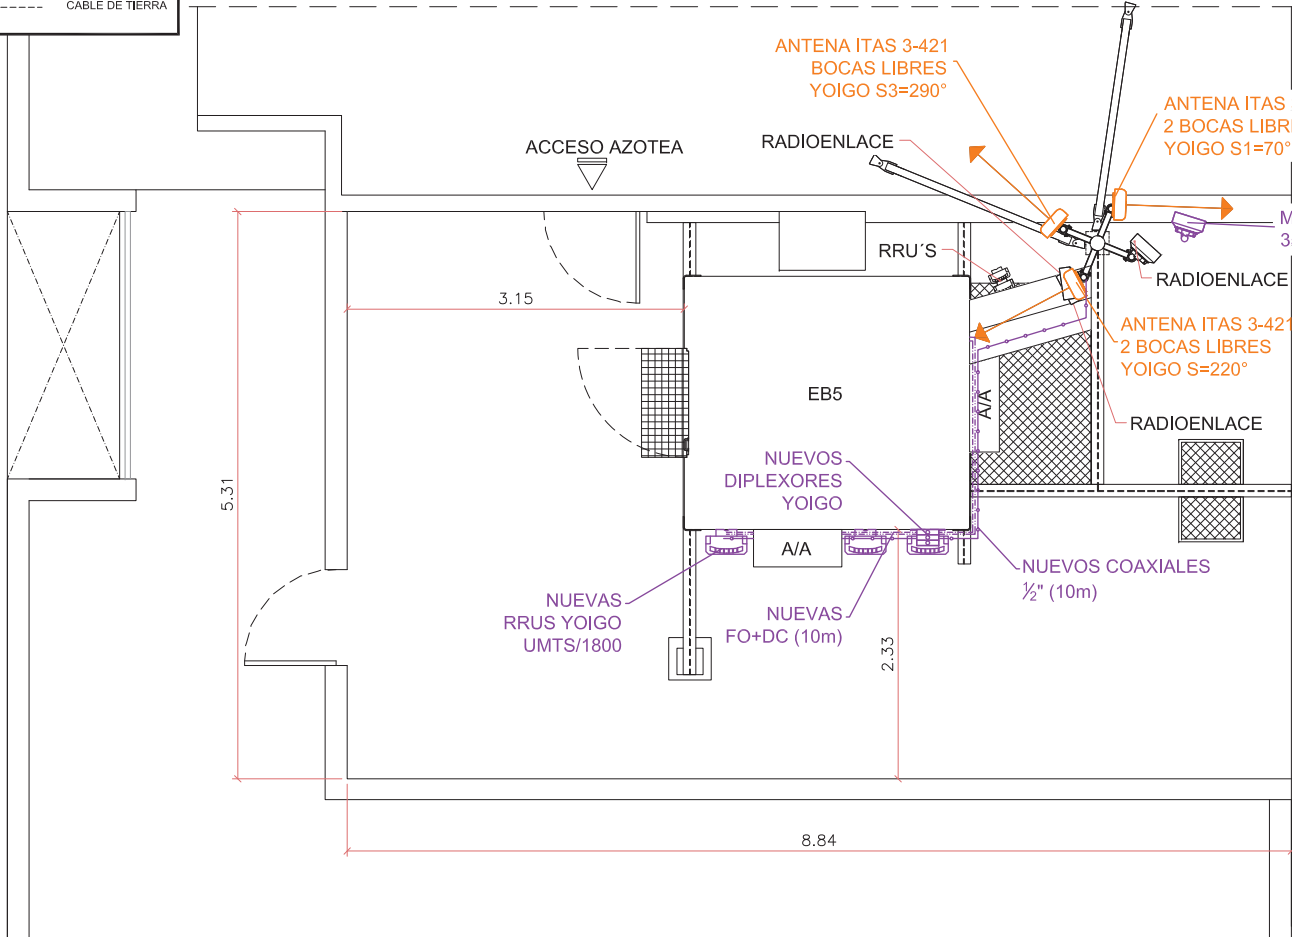 CABLE DE TIERRA
ANTENA ITAS 3-421
BOCAS LIBRES
YOIGO S3=290°
ANTENA ITAS
2 BOCAS LIBR
YOIGO S1=70°
ACCESO AZOTEA
RADIOENLACE
M
3
RRU´S
RADIOENLACE
3.15
ANTENA ITAS 3-421
2 BOCAS LIBRES
YOIGO S=220°
EB5
A/A
RADIOENLACE
NUEVOS
DIPLEXORES
YOIGO
5.31
A/A
NUEVOS COAXIALES
½" (10m)
NUEVAS
RRUS YOIGO
UMTS/1800
NUEVAS
FO+DC (10m)
2.33
8.84